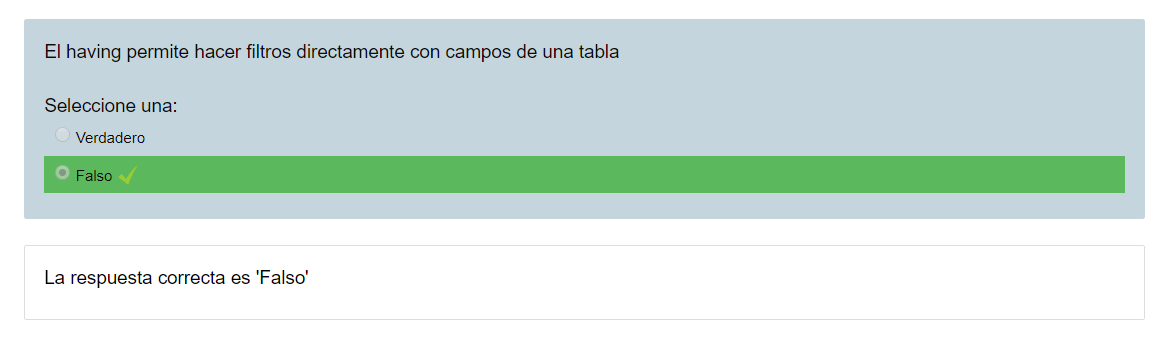 El having permite hacer filtros directamente con campos de una tabla
Seleccione una:
Verdadero
Falso
La respuesta correcta es 'Falso'